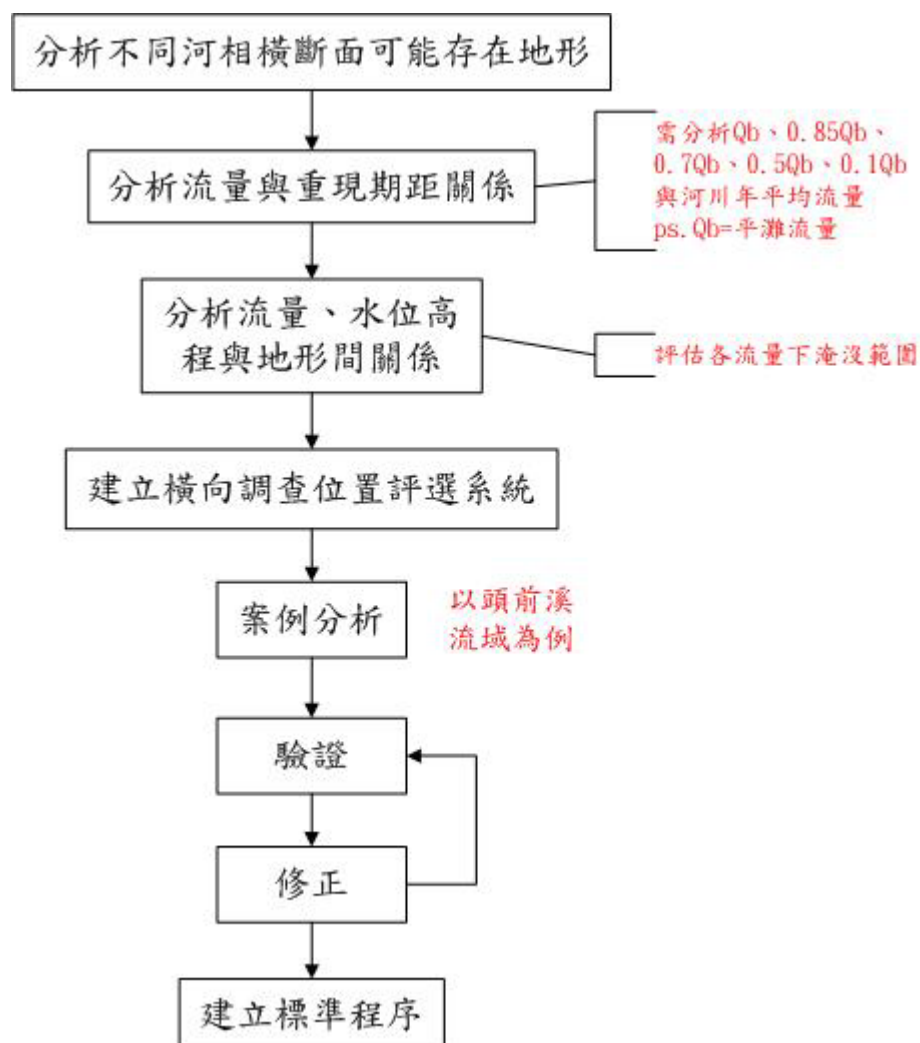 分析不同河相橫斷面可能存在地形
分析流量與重現期距關係
需分析Qb、0.85Qb、
0.7Qb、0.5Qb、0.1Qb
與河川年平均流量
ps.Qb=平灘流量
分析流量、水位高
程與地形間關係
評估各流量下淹沒範圍
建立橫向調查位置評選系統
案例分析
以頭前溪
流域為例
驗證
修正
建立標準程序